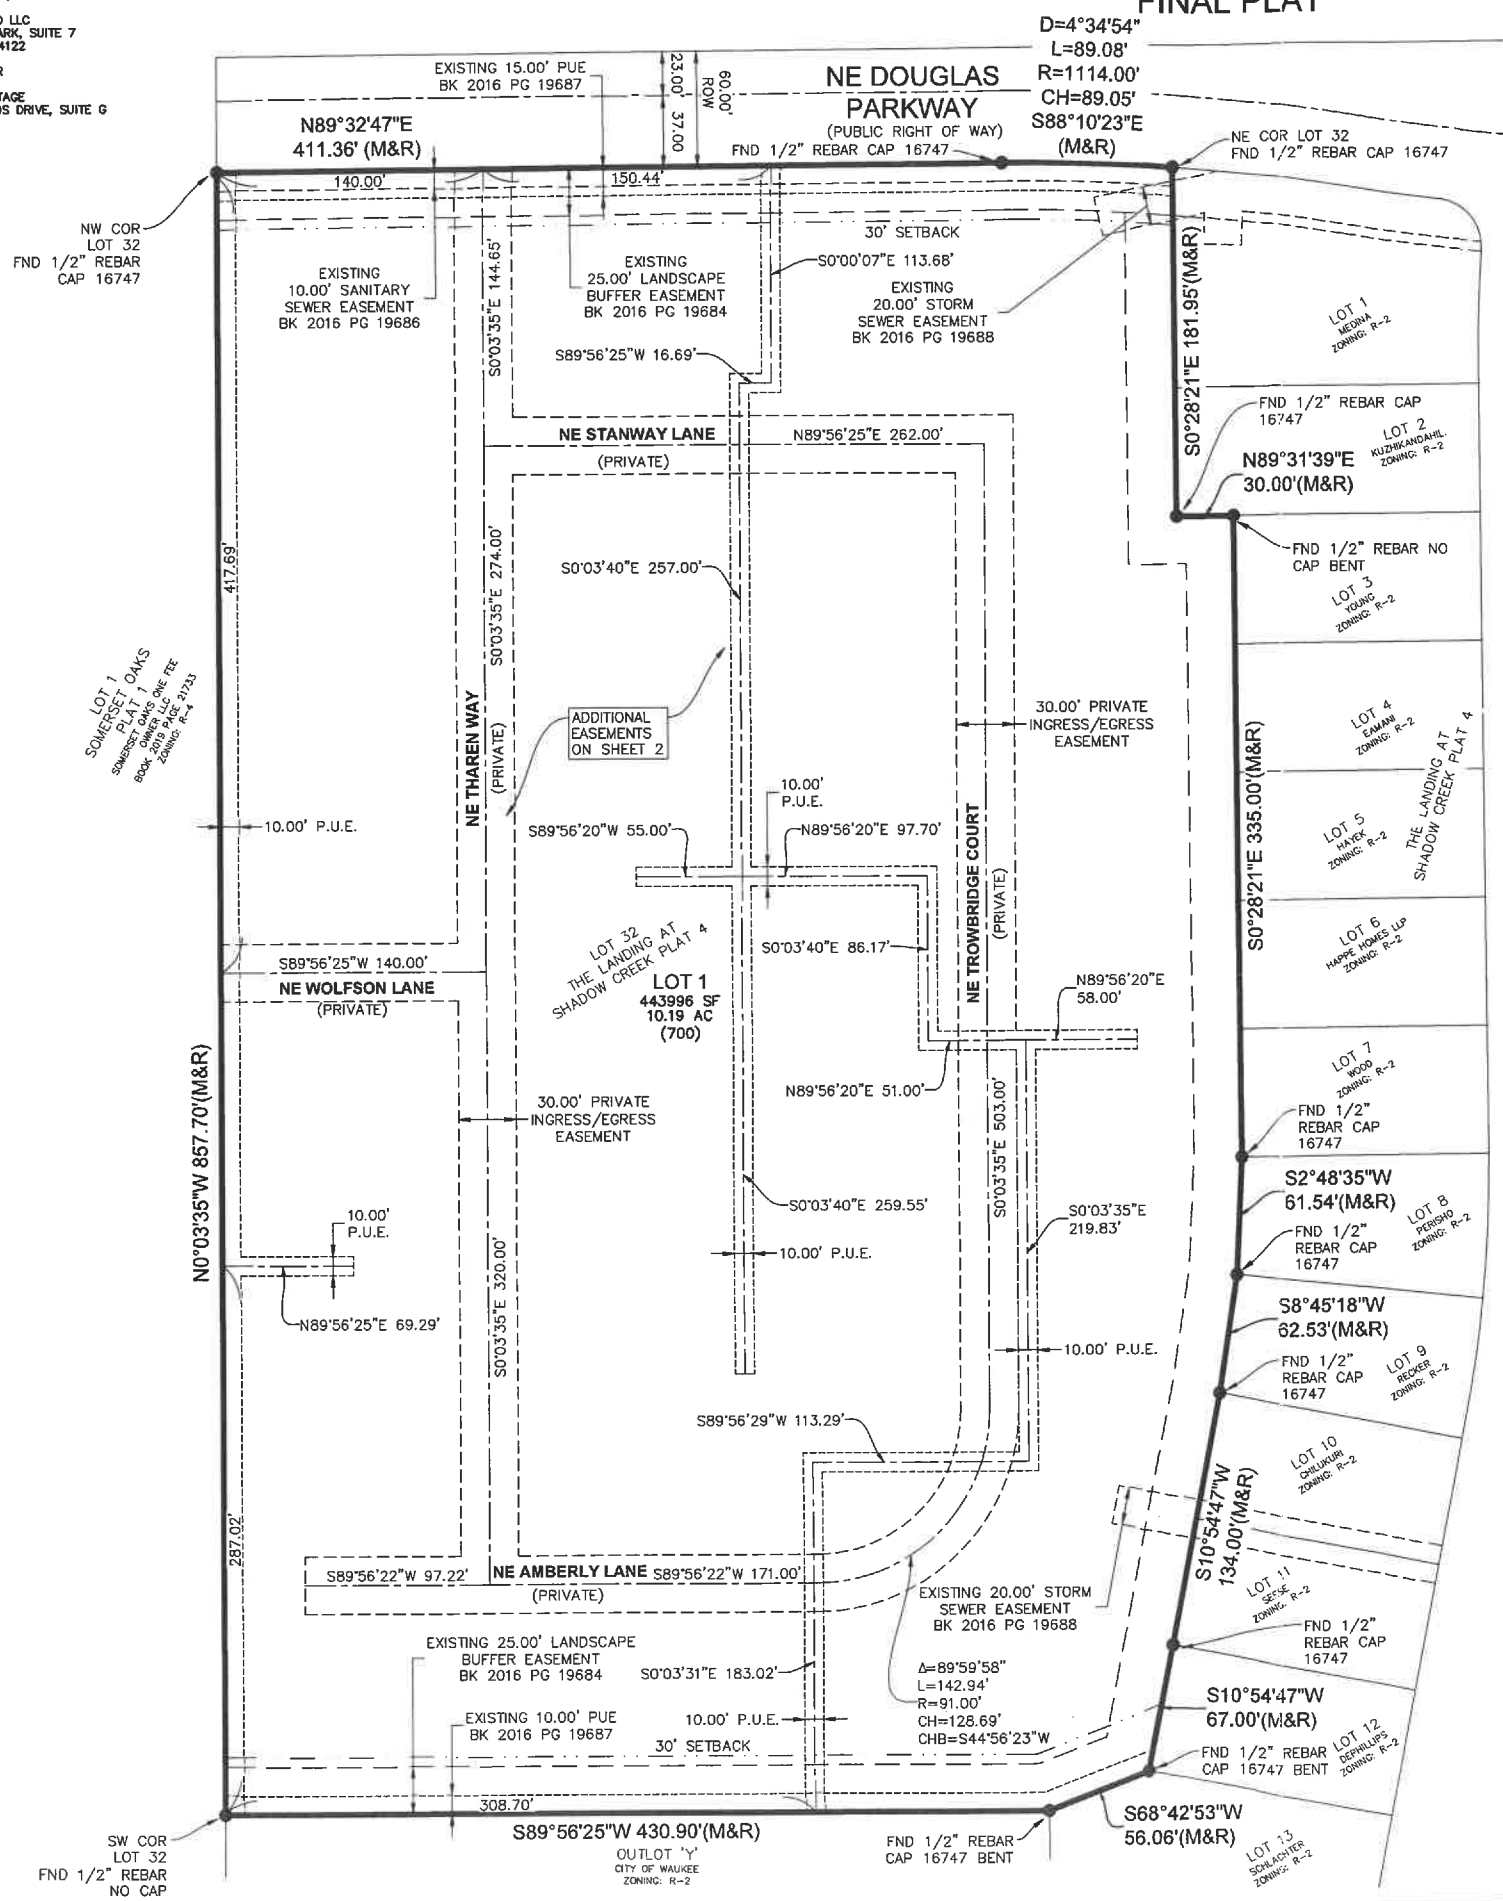 FINAL PLAT
LLC
SUITE 7
4122
TAGE
DRIVE, SUITE G
D=4°34'54"
L=89.08'
R=1114.00'
CH=89.05'
S88°10'23"E
(M&R)
EXISTING 15.00' PUE
BK 2016 PG 19687
23.00'
37.00
60.00'
ROW
NE DOUGLAS
PARKWAY
(PUBLIC RIGHT OF WAY)
FND 1/2" REBAR CAP 16747
NE COR LOT 32
FND 1/2" REBAR CAP 16747
N89°32'47"E
411.36' (M&R)
140.00'
150.44'
NW COR
LOT 32
FND 1/2" REBAR
CAP 16747
30' SETBACK
EXISTING
10.00' SANITARY
SEWER EASEMENT
BK 2016 PG 19686
S0°03'35"E 144.65'
EXISTING
25.00' LANDSCAPE
BUFFER EASEMENT
BK 2016 PG 19684
S0°00'07"E 113.68'
EXISTING
20.00' STORM
SEWER EASEMENT
BK 2016 PG 19688
S0°28'21"E 181.95'(M&R)
LOT 1
MEDINA
ZONING: R-2
S89°56'25"W 16.69'
FND 1/2" REBAR CAP
16747
LOT 2
KUZHIKANDAHIL
ZONING: R-2
NE STANWAY LANE
(PRIVATE)
N89°56'25"E 262.00'
N89°31'39"E
30.00'(M&R)
FND 1/2" REBAR NO
CAP BENT
LOT 3
YOUNG
ZONING: R-2
417.69'
S0°03'35"E 274.00'
S0°03'40"E 257.00'
LOT 1
SOMERSET OAKS
PLAT 1
SOMERSET OAKS ONE FEE
OWNER LLC
BOOK 2019 PAGE 21733
ZONING: R-4
ADDITIONAL
EASEMENTS
ON SHEET 2
NE THAREN WAY
(PRIVATE)
30.00' PRIVATE
INGRESS/EGRESS
EASEMENT
S0°28'21"E 335.00'(M&R)
LOT 4
EAMANI
ZONING: R-2
THE LANDING AT
SHADOW CREEK PLAT 4
10.00' P.U.E.
10.00'
P.U.E.
S89°56'20"W 55.00'
N89°56'20"E 97.70'
NE TROWBRIDGE COURT
(PRIVATE)
LOT 5
HAYEK
ZONING: R-2
S0°03'40"E 86.17'
LOT 6
HAPPE HOMES LLP
ZONING: R-2
S89°56'25"W 140.00'
NE WOLFSON LANE
(PRIVATE)
LOT 32
THE LANDING AT
SHADOW CREEK PLAT 4
LOT 1
443996 SF
10.19 AC
(700)
N89°56'20"E
58.00'
N89°56'20"E 51.00'
LOT 7
WOOD
ZONING: R-2
N0°03'35"W 857.70'(M&R)
30.00' PRIVATE
INGRESS/EGRESS
EASEMENT
S0°03'35"E 503.00'
FND 1/2"
REBAR CAP
16747
S2°48'35"W
61.54'(M&R)
LOT 8
PERISHO
ZONING: R-2
S0°03'40"E 259.55'
S0°03'35"E
219.83'
FND 1/2"
REBAR CAP
16747
10.00'
P.U.E.
10.00' P.U.E.
N89°56'25"E 69.29'
S0°03'35"E 320.00'
S8°45'18"W
62.53'(M&R)
10.00' P.U.E.
FND 1/2"
REBAR CAP
16747
LOT 9
RECKER
ZONING: R-2
S89°56'29"W 113.29'
LOT 10
CHILUKURI
ZONING: R-2
S10°54'47"W
134.00'(M&R)
287.02'
S89°56'22"W 97.22'
NE AMBERLY LANE
(PRIVATE)
S89°56'22"W 171.00'
EXISTING 20.00' STORM
SEWER EASEMENT
BK 2016 PG 19688
LOT 11
SEESE
ZONING: R-2
FND 1/2"
REBAR CAP
16747
EXISTING 25.00' LANDSCAPE
BUFFER EASEMENT
BK 2016 PG 19684
S0°03'31"E 183.02'
Δ=89°59'58"
L=142.94'
R=91.00'
CH=128.69'
CHB=S44°56'23"W
S10°54'47"W
67.00'(M&R)
EXISTING 10.00' PUE
BK 2016 PG 19687
10.00' P.U.E.
30' SETBACK
FND 1/2" REBAR
CAP 16747 BENT
LOT 12
DEPHILLIPS
ZONING: R-2
308.70'
S89°56'25"W 430.90'(M&R)
OUTLOT 'Y'
CITY OF WAUKEE
ZONING: R-2
FND 1/2" REBAR
CAP 16747 BENT
S68°42'53"W
56.06'(M&R)
LOT 13
SCHLACHTER
ZONING: R-2
SW COR
LOT 32
FND 1/2" REBAR
NO CAP